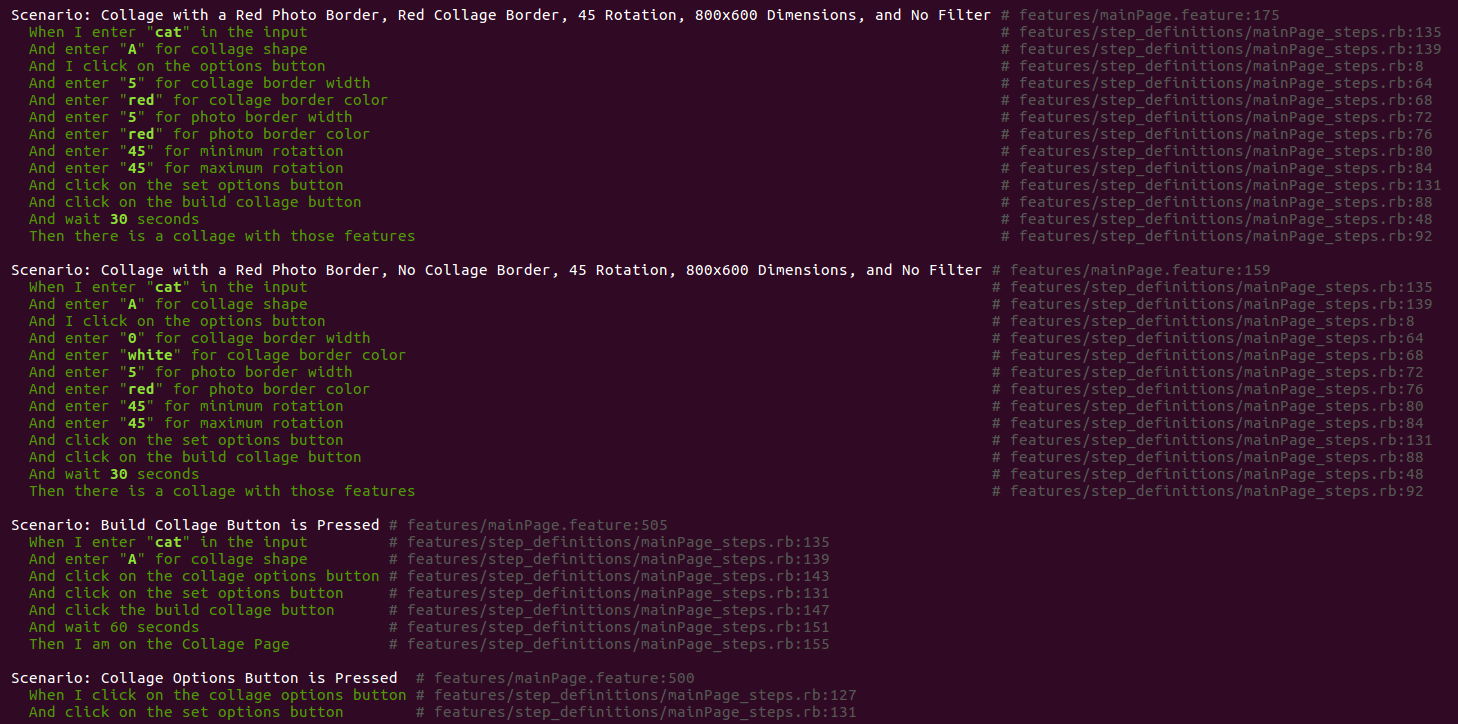 Scenario: Collage with a Red Photo Border, Red Collage Border, 45 Rotation, 800x600 Dimensions, and No Filter # features/mainPage.feature:175
When I enter "cat" in the input # features/step_definitions/mainPage_steps.rb:135
And enter "A" for collage shape # features/step_definitions/mainPage_steps.rb:139
And I click on the options button # features/step_definitions/mainPage_steps.rb:8
And enter "5" for collage border width # features/step_definitions/mainPage_steps.rb:64
And enter "red" for collage border color # features/step_definitions/mainPage_steps.rb:68
And enter "5" for photo border width # features/step_definitions/mainPage_steps.rb:72
And enter "red" for photo border color # features/step_definitions/mainPage_steps.rb:76
And enter "45" for minimum rotation # features/step_definitions/mainPage_steps.rb:80
And enter "45" for maximum rotation # features/step_definitions/mainPage_steps.rb:84
And click on the set options button # features/step_definitions/mainPage_steps.rb:131
And click on the build collage button # features/step_definitions/mainPage_steps.rb:88
And wait 30 seconds # features/step_definitions/mainPage_steps.rb:48
Then there is a collage with those features # features/step_definitions/mainPage_steps.rb:92
Scenario: Collage with a Red Photo Border, No Collage Border, 45 Rotation, 800x600 Dimensions, and No Filter # features/mainPage.feature:159
When I enter "cat" in the input # features/step_definitions/mainPage_steps.rb:135
And enter "A" for collage shape # features/step_definitions/mainPage_steps.rb:139
And I click on the options button # features/step_definitions/mainPage_steps.rb:8
And enter "0" for collage border width # features/step_definitions/mainPage_steps.rb:64
And enter "white" for collage border color # features/step_definitions/mainPage_steps.rb:68
And enter "5" for photo border width # features/step_definitions/mainPage_steps.rb:72
And enter "red" for photo border color # features/step_definitions/mainPage_steps.rb:76
And enter "45" for minimum rotation # features/step_definitions/mainPage_steps.rb:80
And enter "45" for maximum rotation # features/step_definitions/mainPage_steps.rb:84
And click on the set options button # features/step_definitions/mainPage_steps.rb:131
And click on the build collage button # features/step_definitions/mainPage_steps.rb:88
And wait 30 seconds # features/step_definitions/mainPage_steps.rb:48
Then there is a collage with those features # features/step_definitions/mainPage_steps.rb:92
Scenario: Build Collage Button is Pressed # features/mainPage.feature:505
When I enter "cat" in the input # features/step_definitions/mainPage_steps.rb:135
And enter "A" for collage shape # features/step_definitions/mainPage_steps.rb:139
And click on the collage options button # features/step_definitions/mainPage_steps.rb:143
And click on the set options button # features/step_definitions/mainPage_steps.rb:131
And click the build collage button # features/step_definitions/mainPage_steps.rb:147
And wait 60 seconds # features/step_definitions/mainPage_steps.rb:151
Then I am on the Collage Page # features/step_definitions/mainPage_steps.rb:155
Scenario: Collage Options Button is Pressed # features/mainPage.feature:500
When I click on the collage options button # features/step_definitions/mainPage_steps.rb:127
And click on the set options button # features/step_definitions/mainPage_steps.rb:131